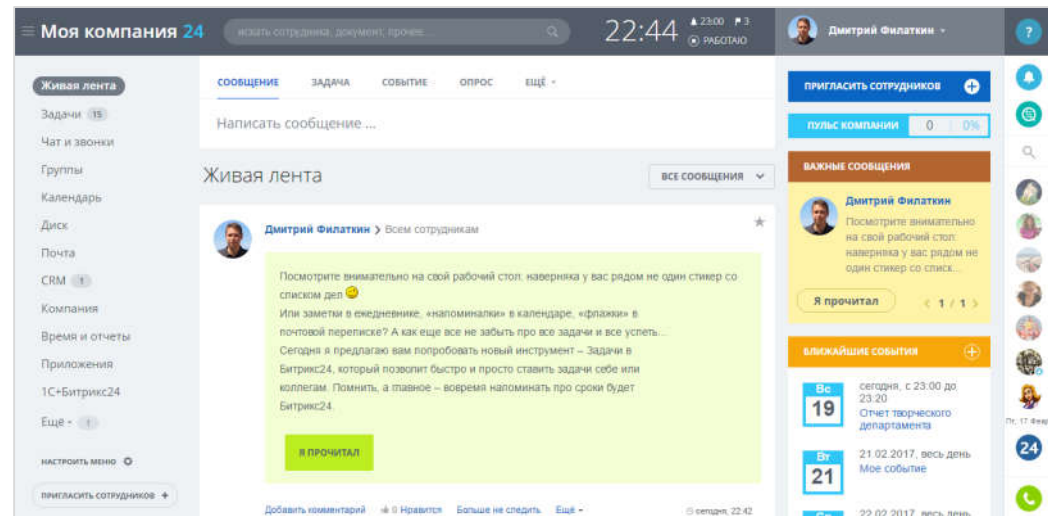 Моя компания 24
искать сотрудника, документ, прочее...
22:44
23:00 3
РАБОТАЮ
Дмитрий Филаткин
?
Живая лента
Задачи 15
Чат и звонки
Группы
Календарь
Диск
Почта
CRM 1
Компания
Время и отчеты
Приложения
1С+Битрикс24
Ещё 1
НАСТРОИТЬ МЕНЮ
ПРИГЛАСИТЬ СОТРУДНИКОВ +
СООБЩЕНИЕ ЗАДАЧА СОБЫТИЕ ОПРОС ЕЩЁ
Написать сообщение ...
Живая лента
ВСЕ СООБЩЕНИЯ
Дмитрий Филаткин > Всем сотрудникам
Посмотрите внимательно на свой рабочий стол: наверняка у вас рядом не один стикер со
списком дел
Или заметки в ежедневнике, «напоминалки» в календаре, «флажки» в
почтовой переписке? А как еще все не забыть про все задачи и все успеть...
Сегодня я предлагаю вам попробовать новый инструмент – Задачи в
Битрикс24, который позволит быстро и просто ставить задачи себе или
коллегам. Помнить, а главное – вовремя напоминать про сроки будет
Битрикс24.
Я ПРОЧИТАЛ
Добавить комментарий 0 Нравится Больше не следить Ещё
сегодня, 22:42
ПРИГЛАСИТЬ СОТРУДНИКОВ
ПУЛЬС КОМПАНИИ 0 0%
ВАЖНЫЕ СООБЩЕНИЯ
Дмитрий Филаткин
Посмотрите внимательно
на свой рабочий стол:
наверняка у вас рядом не
один стикер со списк...
Я прочитал
< 1 / 1 >
БЛИЖАЙШИЕ СОБЫТИЯ
Вс
19
сегодня, с 23:00 до
23:20
Отчет творческого
департамента
Вт
21
21.02.2017, весь день
Мое событие
22.02.2017, весь день
Пт, 17 фев
24